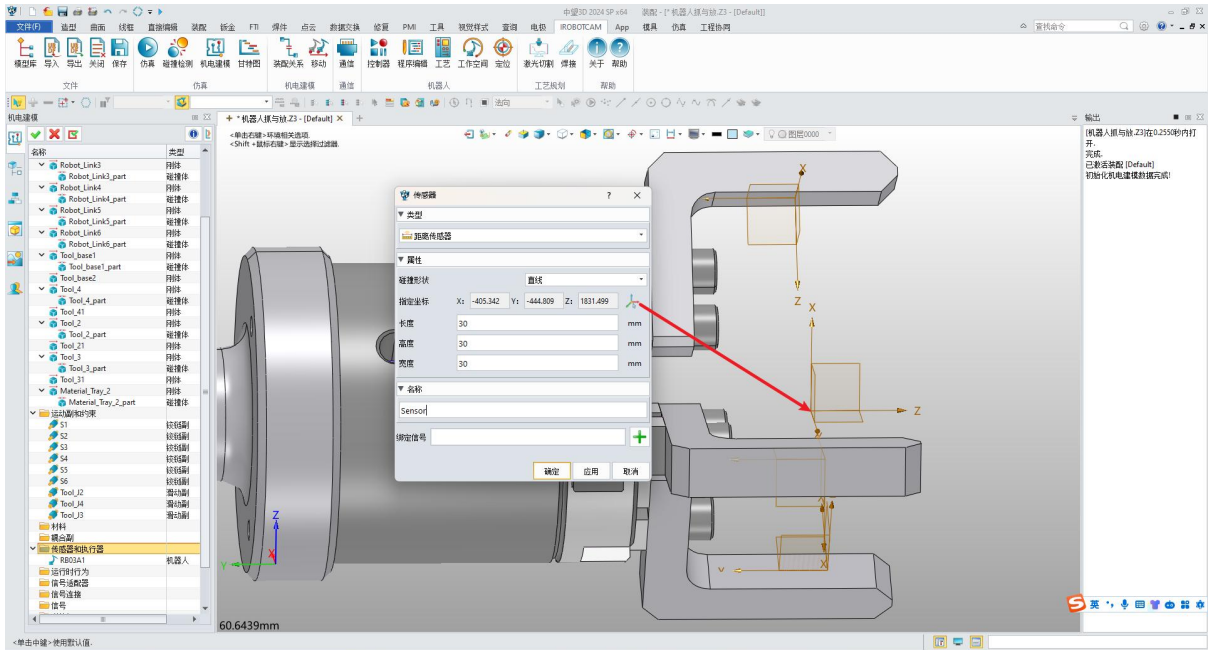 中望3D 2024 SP x64    装配 - [* 机器人抓与放.Z3 - [Default]]
文件(F) 造型 曲面 线框 直接编辑 装配 钣金 FTI 焊件 点云 数据交换 修复 PMI 工具 视觉样式 查询 电极 IROBOTCAM App 模具 仿真 工程协同 查找命令
模型库 导入 导出 关闭 保存 仿真 碰撞检测 机电建模 甘特图 装配关系 移动 通信 控制器 程序编辑 工艺 工作空间 定位 激光切割 焊接 关于 帮助
文件 仿真 机电建模 通信 机器人 工艺规划 帮助
法向
机电建模
+ * 机器人抓与放.Z3 - [Default] × +
输出
<单击右键>环境相关选项.
<Shift +鼠标右键>显示选择过滤器.
图层0000
[机器人抓与放.Z3]在0.2550秒内打
开.
完成.
已激活装配 [Default]
初始化机电建模数据完成!
名称 类型
Robot_Link3 刚体
Robot_Link3_part 碰撞体
Robot_Link4 刚体
Robot_Link4_part 碰撞体
Robot_Link5 刚体
Robot_Link5_part 碰撞体
Robot_Link6 刚体
Robot_Link6_part 碰撞体
Tool_base1 刚体
Tool_base1_part 碰撞体
Tool_base2 刚体
Tool_4 刚体
Tool_4_part 碰撞体
Tool_41 刚体
Tool_2 刚体
Tool_2_part 碰撞体
Tool_21 刚体
Tool_3 刚体
Tool_3_part 碰撞体
Tool_31 刚体
Material_Tray_2 刚体
Material_Tray_2_part 碰撞体
运动副和约束
S1 铰链副
S2 铰链副
S3 铰链副
S4 铰链副
S5 铰链副
S6 铰链副
Tool_J2 滑动副
Tool_J4 滑动副
Tool_J3 滑动副
材料
耦合副
传感器和执行器
RB03A1 机器人
运行时行为
信号适配器
信号连接
信号
传感器 ? ×
类型
距离传感器
属性
碰撞形状 直线
指定坐标 X: -405.342 Y: -444.809 Z: 1831.499
长度 30 mm
高度 30 mm
宽度 30 mm
名称
Sensor
绑定信号
确定 应用 取消
X
Z
X
Z
X
Y
Z
X
Y
60.6439mm
英
<单击中键>使用默认值.